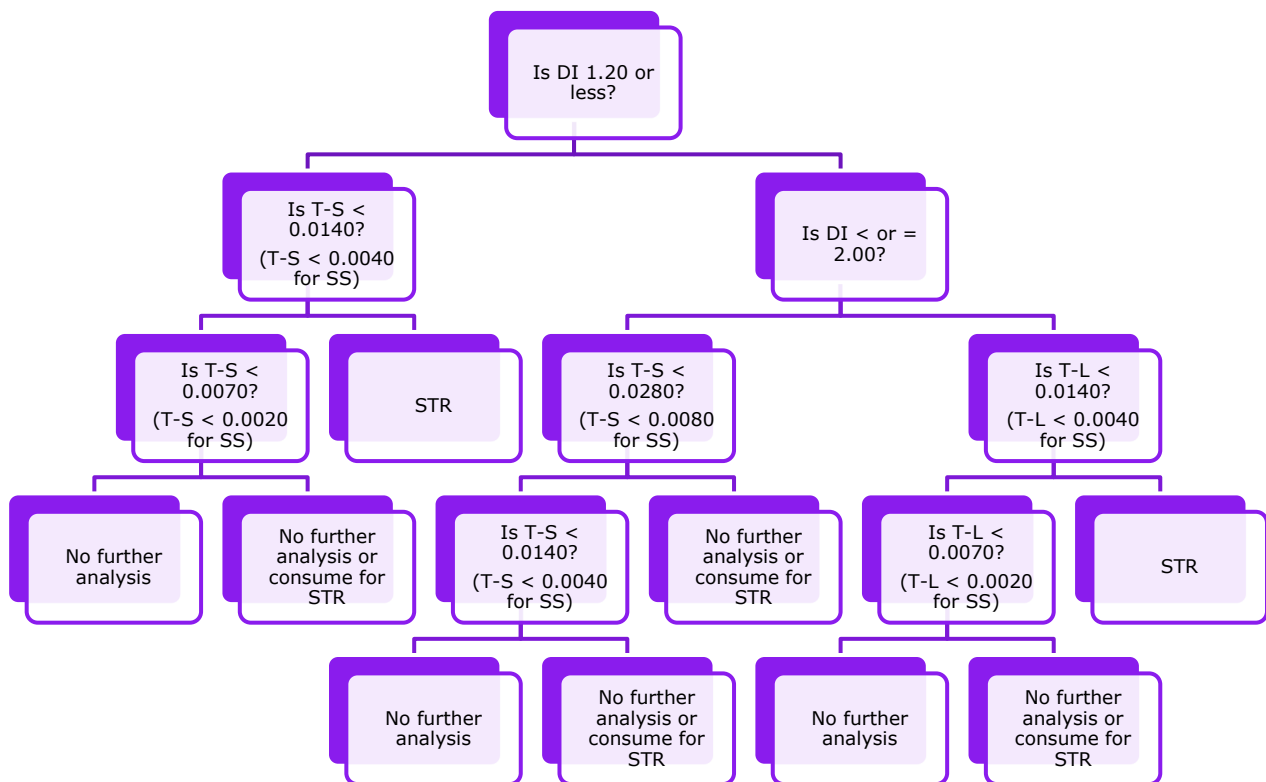 Is DI 1.20 or
less?
Is T-S <
0.0140?
(T-S < 0.0040
for SS)
Is DI < or =
2.00?
Is T-S <
0.0070?
(T-S < 0.0020
for SS)
STR
Is T-S <
0.0280?
(T-S < 0.0080
for SS)
Is T-L <
0.0140?
(T-L < 0.0040
for SS)
No further
analysis
No further
analysis or
consume for
STR
Is T-S <
0.0140?
(T-S < 0.0040
for SS)
No further
analysis or
consume for
STR
Is T-L <
0.0070?
(T-L < 0.0020
for SS)
STR
No further
analysis
No further
analysis or
consume for
STR
No further
analysis
No further
analysis or
consume for
STR